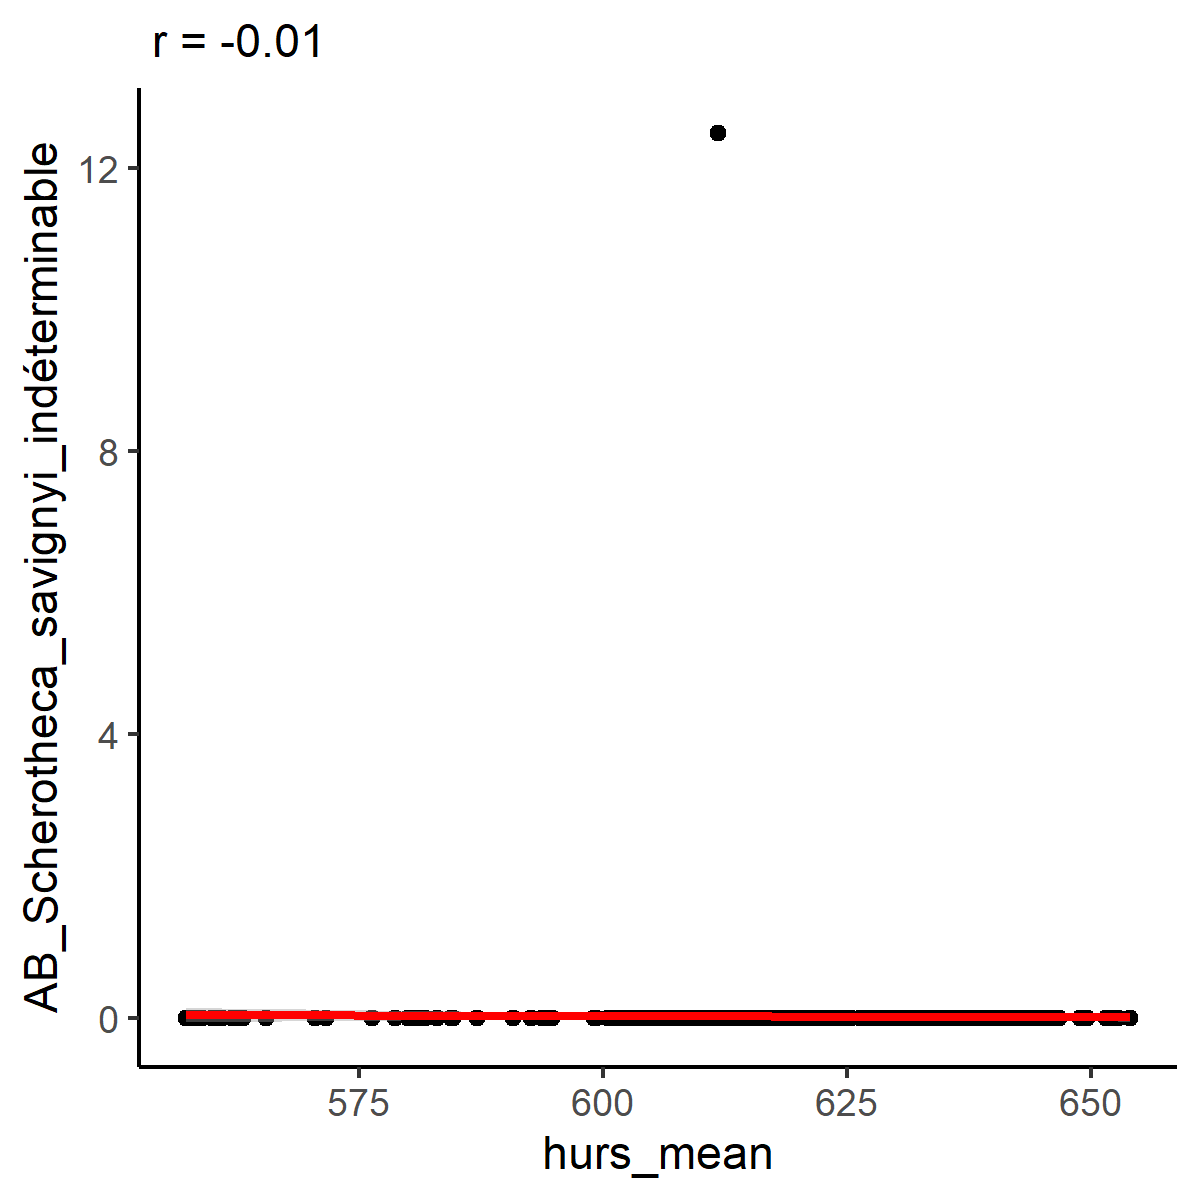 r = -0.01
AB_Scherotheca_savignyi_indéterminable
12
8
4
0
575 600 625 650
hurs_mean